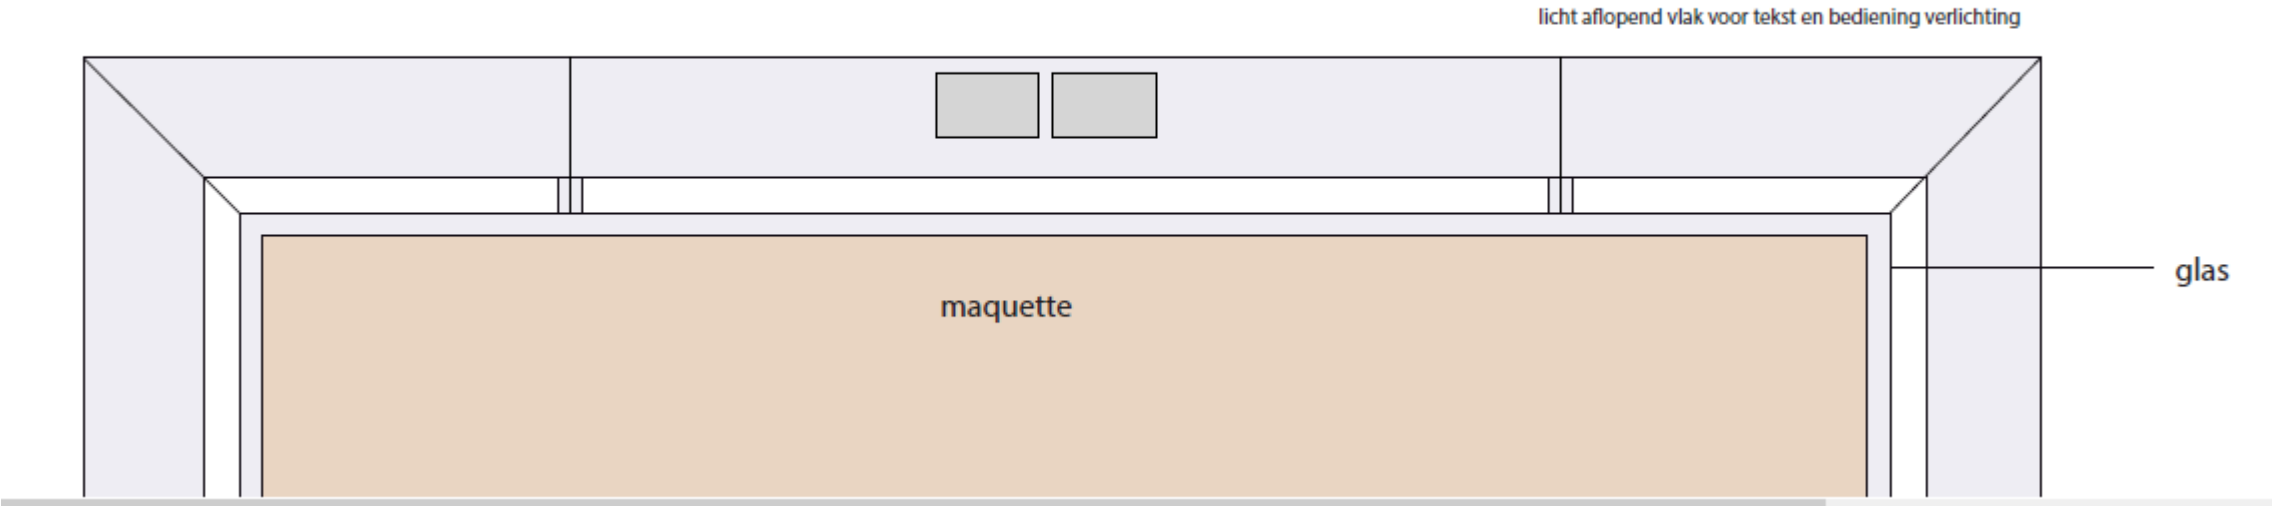 licht aflopend vlak voor tekst en bediening verlichting
glas
maquette